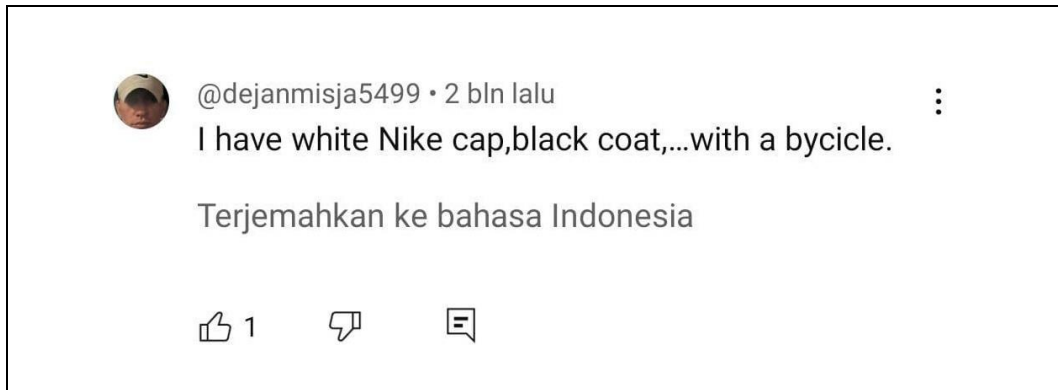 @dejanmisja5499 • 2 bln lalu
I have white Nike cap,black coat,...with a bycicle.
Terjemahkan ke bahasa Indonesia
1